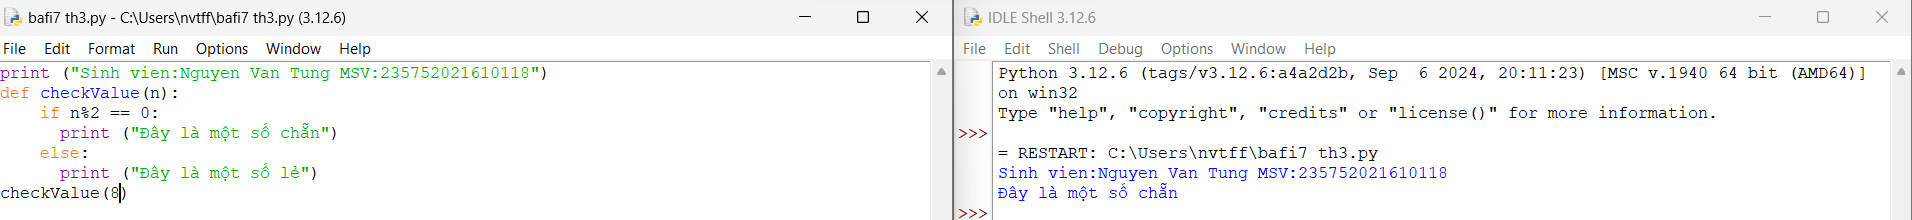 bafi7 th3.py - C:\Users\nvtff\bafi7 th3.py (3.12.6)
File Edit Format Run Options Window Help
print ("Sinh vien:Nguyen Van Tung MSV:235752021610118")
def checkValue(n):
    if n%2 == 0:
      print ("Đây là một số chẵn")
    else:
      print ("Đây là một số lẻ")
checkValue(8)
IDLE Shell 3.12.6
File Edit Shell Debug Options Window Help
Python 3.12.6 (tags/v3.12.6:a4a2d2b, Sep  6 2024, 20:11:23) [MSC v.1940 64 bit (AMD64)]
on win32
Type "help", "copyright", "credits" or "license()" for more information.
>>>
= RESTART: C:\Users\nvtff\bafi7 th3.py
Sinh vien:Nguyen Van Tung MSV:235752021610118
Đây là một số chẵn
>>>